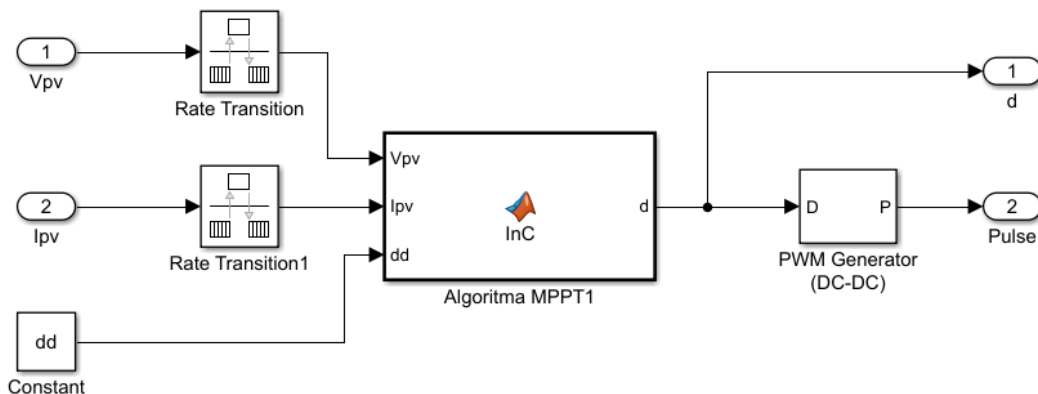 1
Vpv
Rate Transition
2
Ipv
Rate Transition1
dd
Constant
Vpv
Ipv
dd
InC
d
Algoritma MPPT1
D
P
PWM Generator
(DC-DC)
1
d
2
Pulse